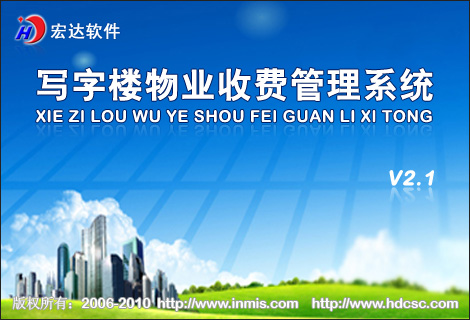 宏达软件
写字楼物业收费管理系统
XIE ZI LOU WU YE SHOU FEI GUAN LI XI TONG
V2.1
版权所有：2006-2010 http://www.inmis.com http://www.hdcsc.com